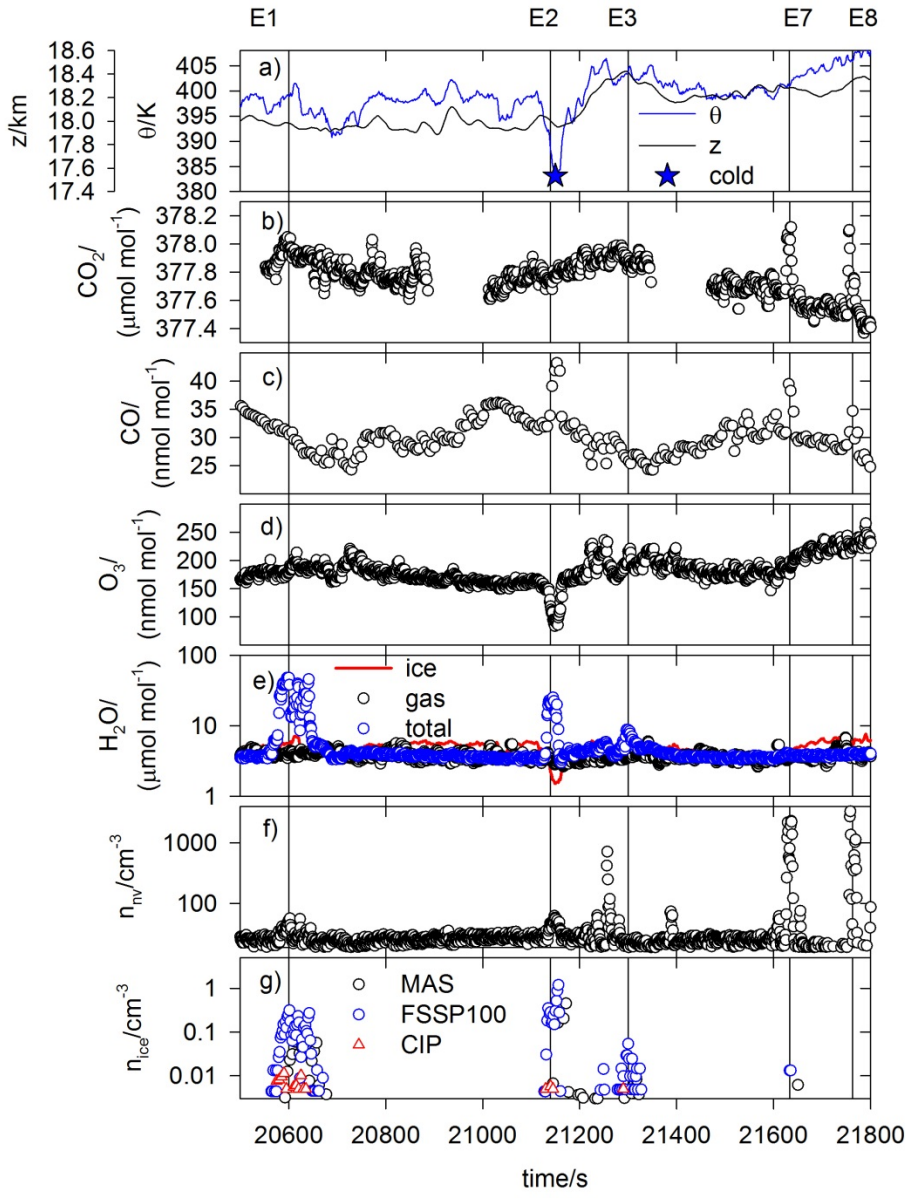 E1 E2 E3 E7 E8
a)
z/km
18.6
18.4
18.2
18.0
17.8
17.6
17.4
θ/K
405
400
395
390
385
380
θ
z
cold
b)
CO2/
(μmol mol-1)
378.2
378.0
377.8
377.6
377.4
c)
CO/
(nmol mol-1)
40
35
30
25
d)
O3/
(nmol mol-1)
250
200
150
100
e)
H2O/
(μmol mol-1)
100
10
1
ice
gas
total
f)
nnv/cm-3
1000
100
g)
nice/cm-3
1
0.1
0.01
MAS
FSSP100
CIP
20600 20800 21000 21200 21400 21600 21800
time/s